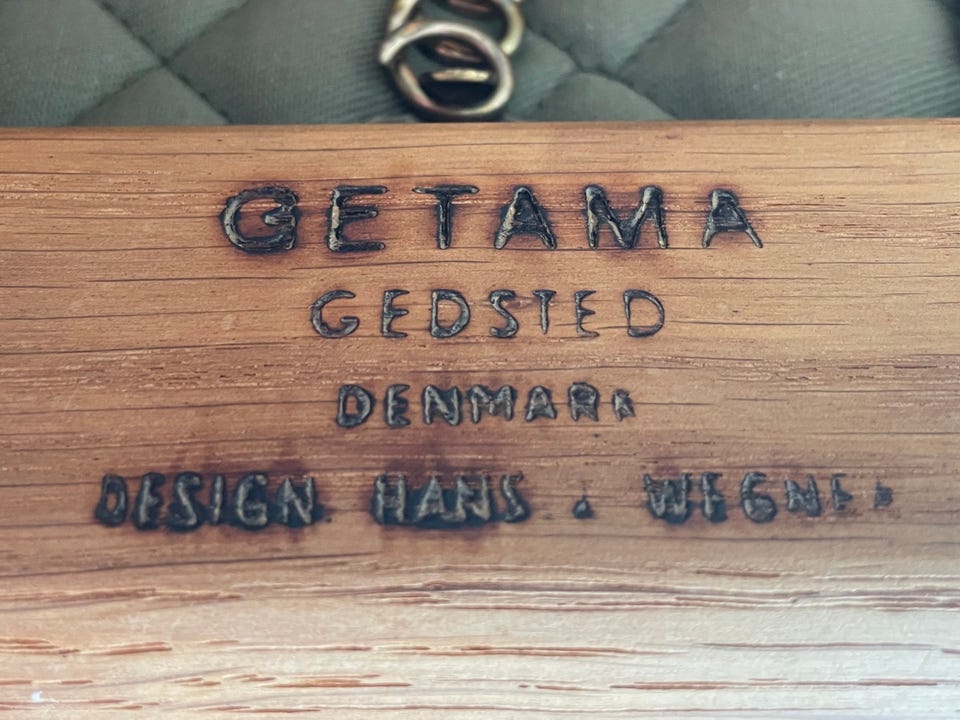 GETAMA
GEDSTED
DENMARK
DESIGN HANS J. WEGNER